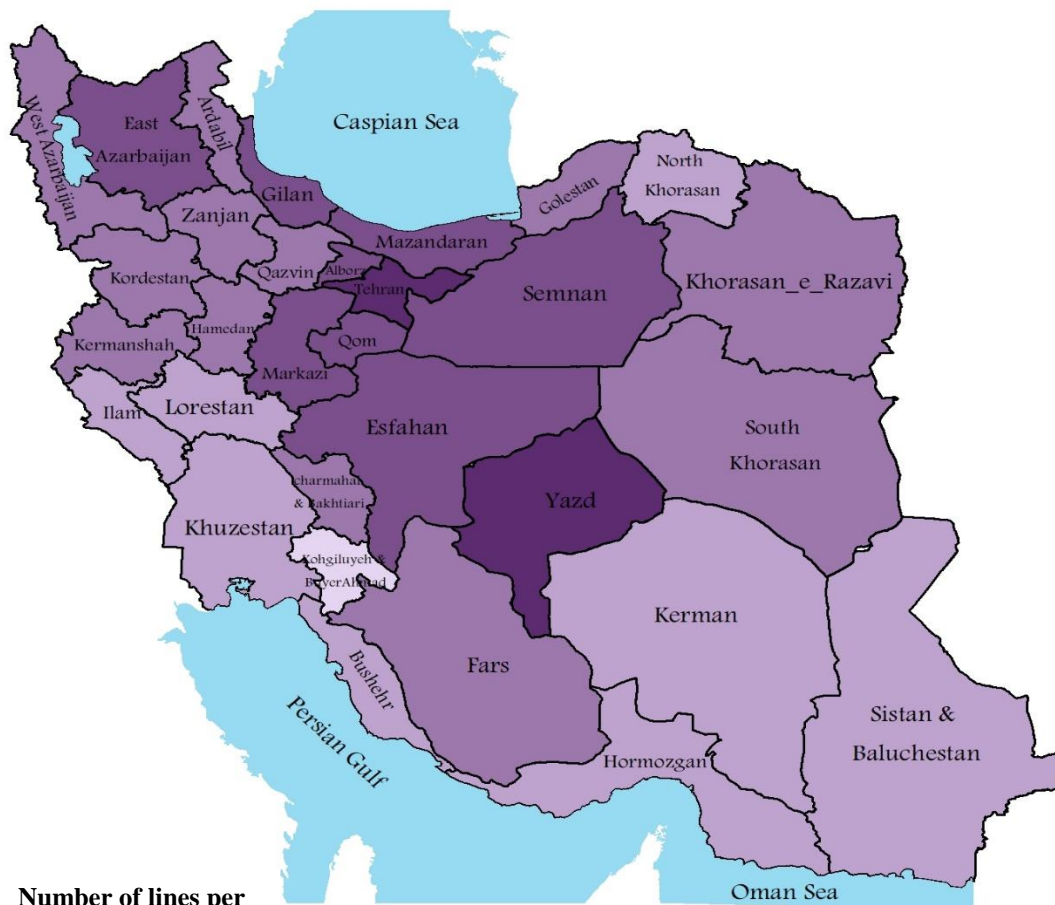 Caspian Sea
West Azarbaijan
East
Azarbaijan
Ardabil
Gilan
Zanjan
Mazandaran
Golestan
North
Khorasan
Kordestan
Qazvin
Alborz
Tehran
Semnan
Khorasan_e_Razavi
Hamedan
Kermanshah
Qom
Markazi
Ilam
Lorestan
Esfahan
South
Khorasan
charmahal
& Bakhtiari
Yazd
Khuzestan
Kohgiluyeh &
BoyerAhmad
Kerman
Fars
Bushehr
Persian Gulf
Sistan &
Baluchestan
Hormozgan
Oman Sea
Number of lines per